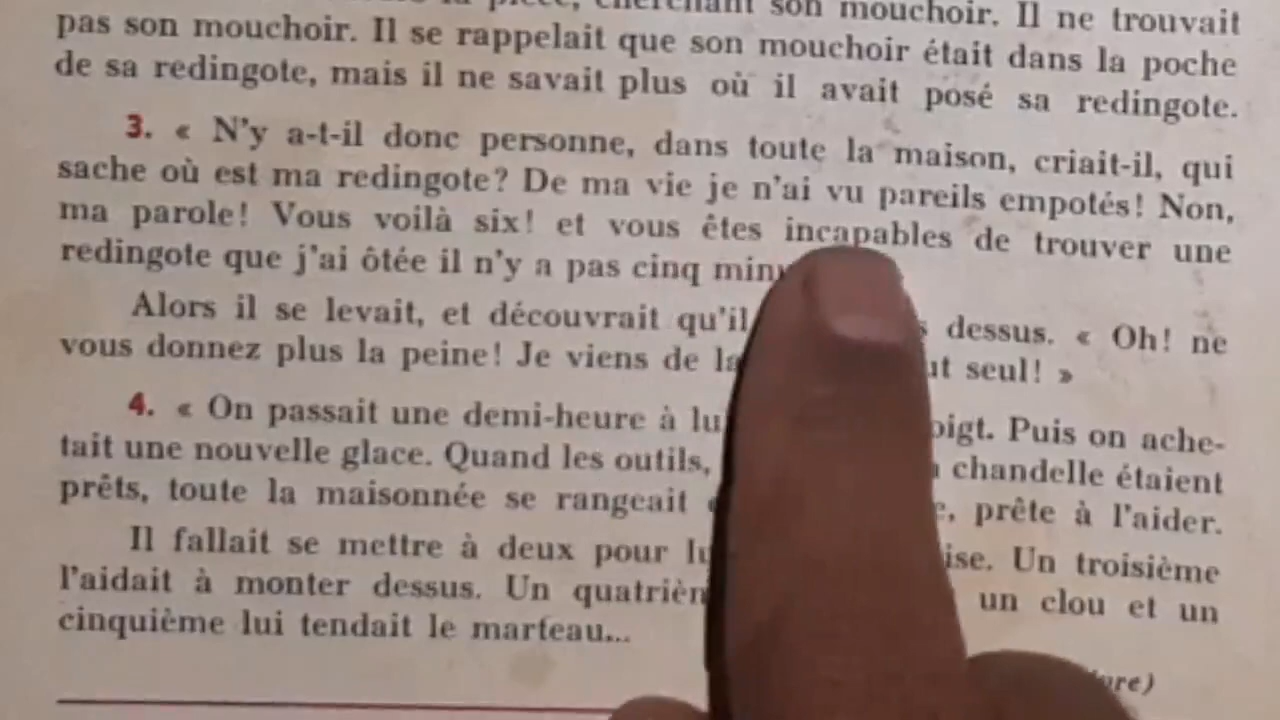 son mouchoir. Il ne trouvait
pas son mouchoir. Il se rappelait que son mouchoir était dans la poche
de sa redingote, mais il ne savait plus où il avait posé sa redingote.
3. « N'y a-t-il donc personne, dans toute la maison, criait-il, qui
sache où est ma redingote? De ma vie je n'ai vu pareils empotés! Non,
ma parole! Vous voilà six! et vous êtes incapables de trouver une
redingote que j'ai ôtée il n'y a pas cinq
Alors il se levait, et découvrait qu'il dessus. « Oh! ne
vous donnez plus la peine! Je viens de seul! »
4. « On passait une demi-heure à Puis on ache-
tait une nouvelle glace. Quand les outils, chandelle étaient
prêts, toute la maisonnée se rangeait prête à l'aider.
Il fallait se mettre à deux pour Un troisième
l'aidait à monter dessus. Un un clou et un
cinquième lui tendait le marteau...